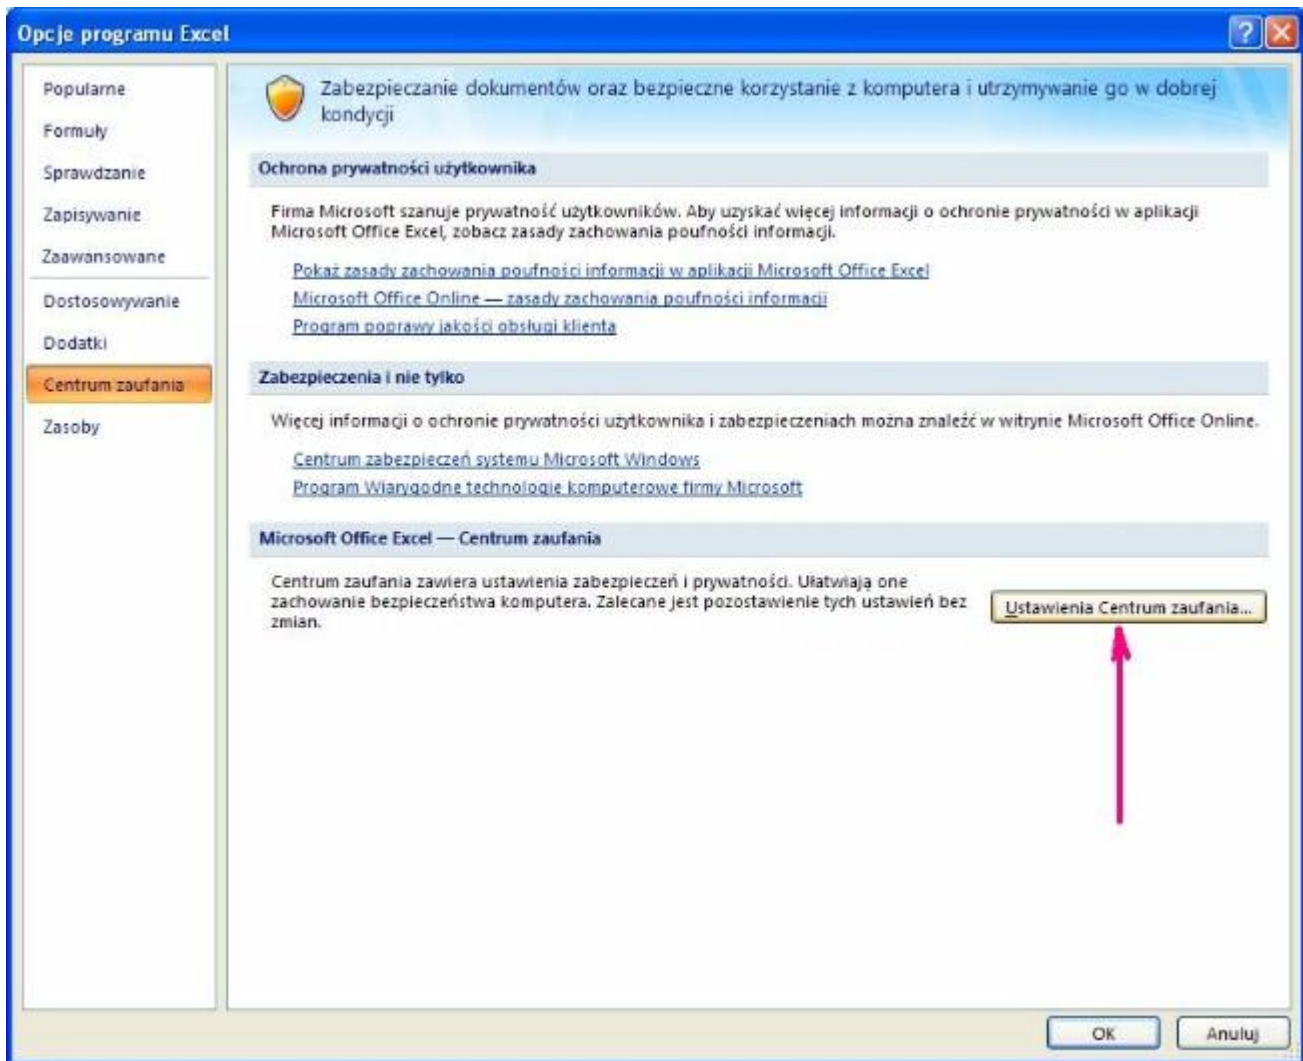 Opcje programu Excel
Popularne
Formuły
Sprawdzanie
Zapisywanie
Zaawansowane
Dostosowywanie
Dodatki
Centrum zaufania
Zasoby
Zabezpieczanie dokumentów oraz bezpieczne korzystanie z komputera i utrzymywanie go w dobrej
kondycji
Ochrona prywatności użytkownika
Firma Microsoft szanuje prywatność użytkowników. Aby uzyskać więcej informacji o ochronie prywatności w aplikacji
Microsoft Office Excel, zobacz zasady zachowania poufności informacji.
Pokaż zasady zachowania poufności informacji w aplikacji Microsoft Office Excel
Microsoft Office Online — zasady zachowania poufności informacji
Program poprawy jakości obsługi klienta
Zabezpieczenia i nie tylko
Więcej informacji o ochronie prywatności użytkownika i zabezpieczeniach można znaleźć w witrynie Microsoft Office Online.
Centrum zabezpieczeń systemu Microsoft Windows
Program Wiarygodne technologie komputerowe firmy Microsoft
Microsoft Office Excel — Centrum zaufania
Centrum zaufania zawiera ustawienia zabezpieczeń i prywatności. Ułatwiają one
zachowanie bezpieczeństwa komputera. Zalecane jest pozostawienie tych ustawień bez
zmian.
Ustawienia Centrum zaufania...
OK
Anuluj